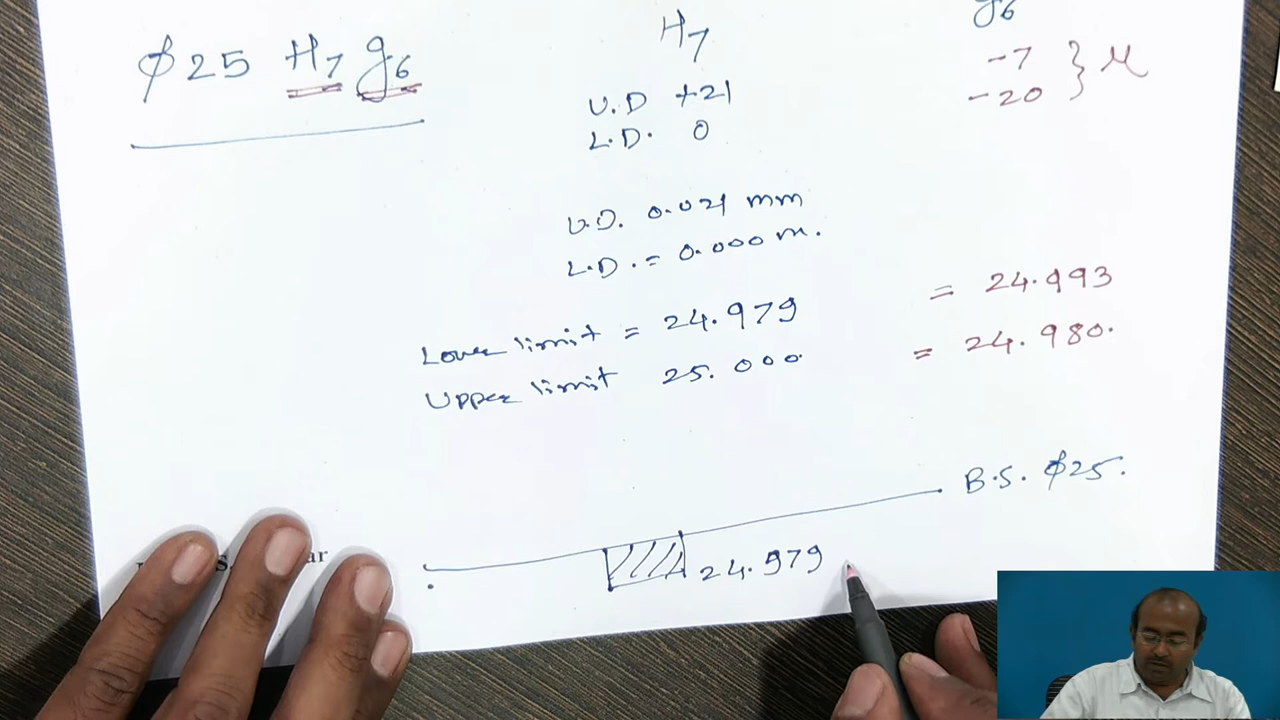 ϕ25 H7 g6
H7
g6
U.D +21
L.D. 0
-7
-20
} μ
U.D. 0.021 mm
L.D. = 0.000 m.
Lower limit = 24.979
Upper limit 25.000
= 24.993
= 24.980.
B.S. ϕ25.
24.979
ar